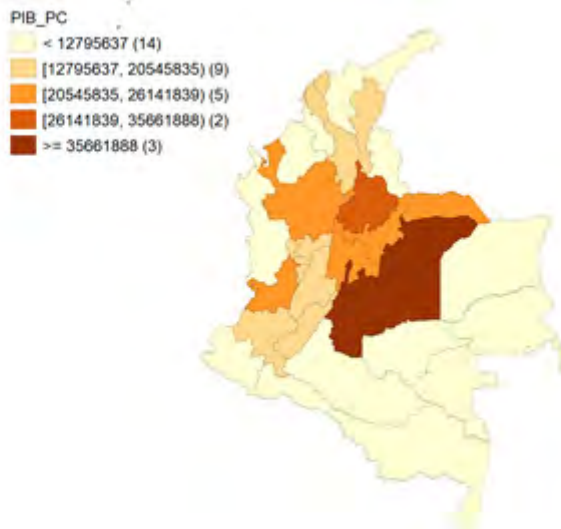 PIB_PC
< 12795637 (14)
[12795637, 20545835) (9)
[20545835, 26141839) (5)
[26141839, 35661888) (2)
>= 35661888 (3)